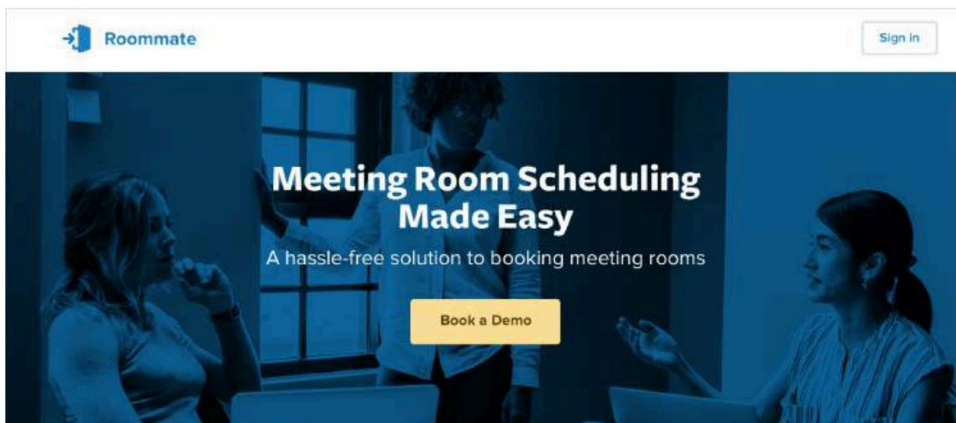 Roommate
Sign in
Meeting Room Scheduling
Made Easy
A hassle-free solution to booking meeting rooms
Book a Demo